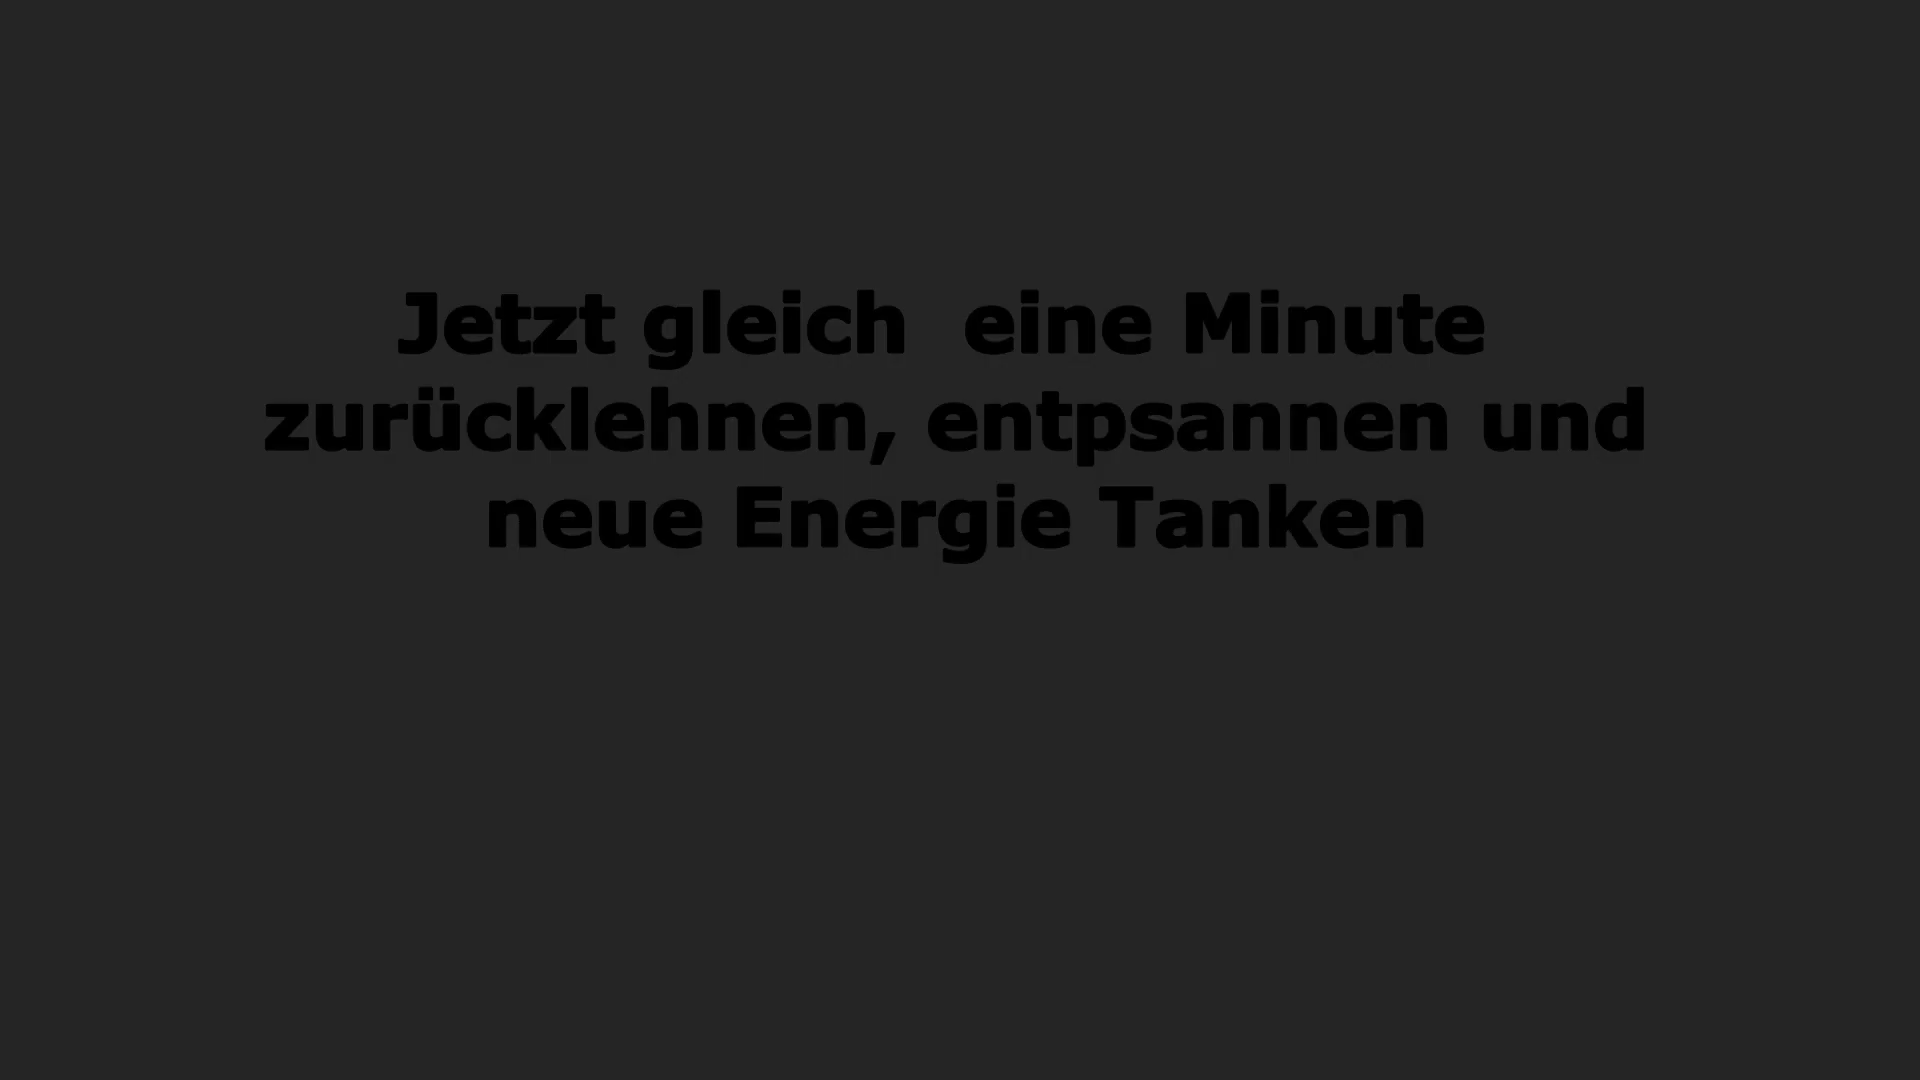 Jetzt gleich  eine Minute
zurücklehnen, entpsannen und
neue Energie Tanken